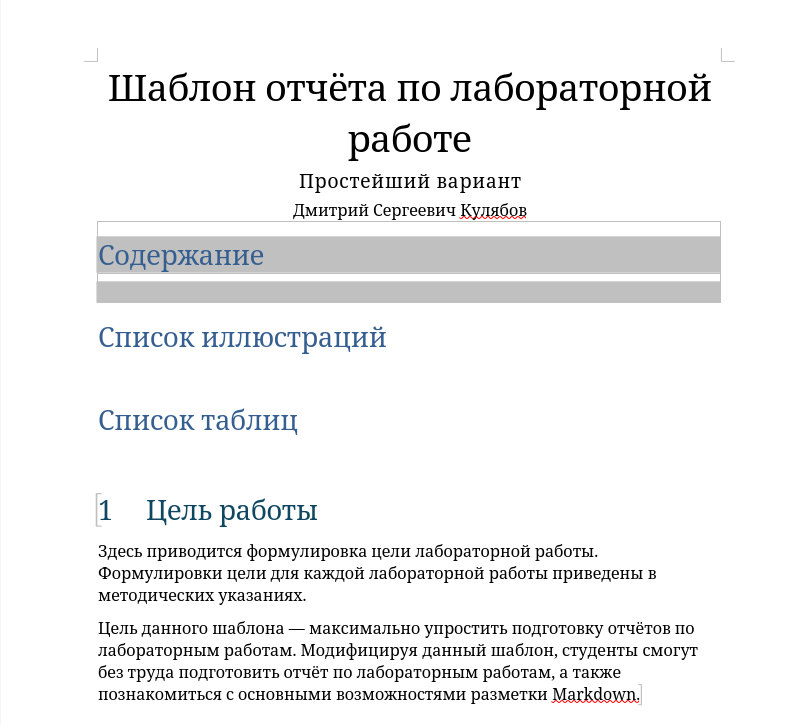 Шаблон отчёта по лабораторной
работе
Простейший вариант
Дмитрий Сергеевич Кулябов
Содержание
Список иллюстраций
Список таблиц
1 Цель работы
Здесь приводится формулировка цели лабораторной работы.
Формулировки цели для каждой лабораторной работы приведены в
методических указаниях.
Цель данного шаблона — максимально упростить подготовку отчётов по
лабораторным работам. Модифицируя данный шаблон, студенты смогут
без труда подготовить отчёт по лабораторным работам, а также
познакомиться с основными возможностями разметки Markdown.